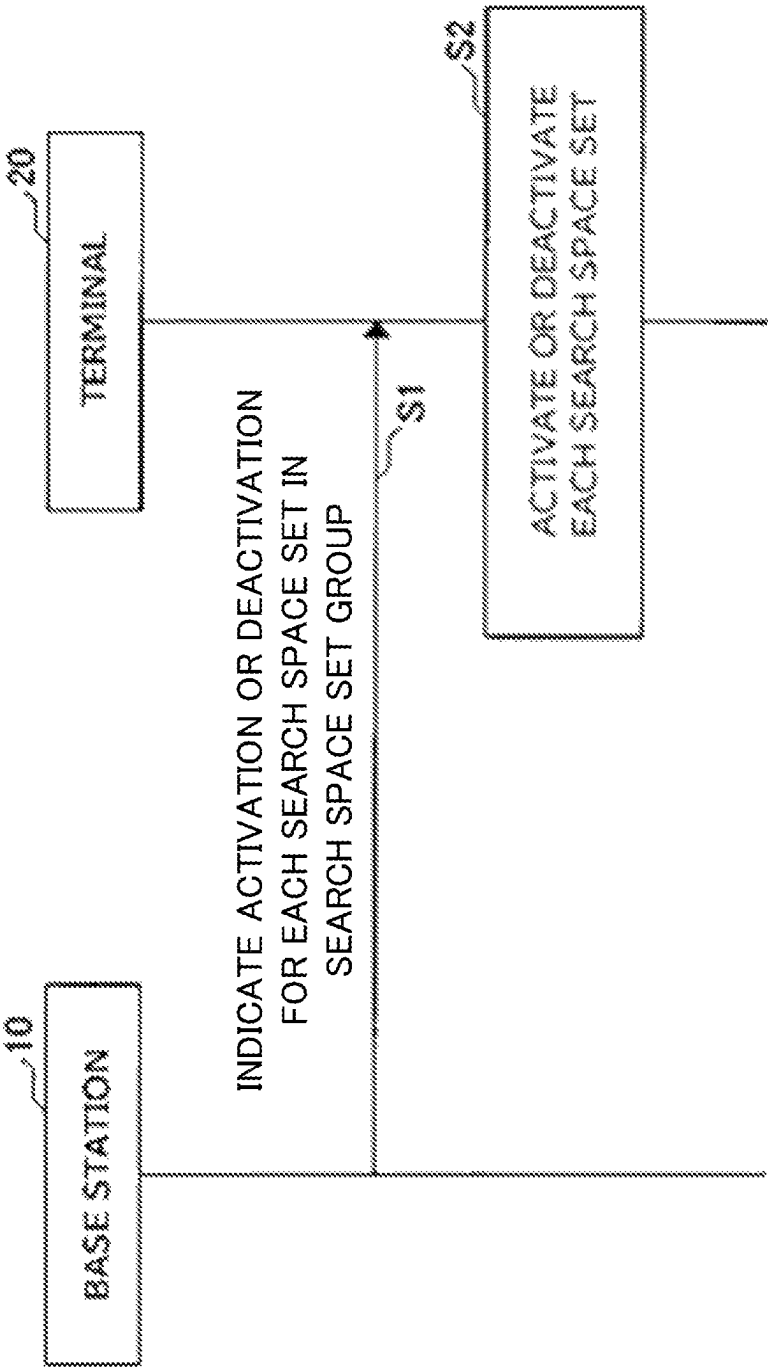 10
BASE STATION
20
TERMINAL
INDICATE ACTIVATION OR DEACTIVATION
FOR EACH SEARCH SPACE SET IN
SEARCH SPACE SET GROUP
S1
S2
ACTIVATE OR DEACTIVATE
EACH SEARCH SPACE SET